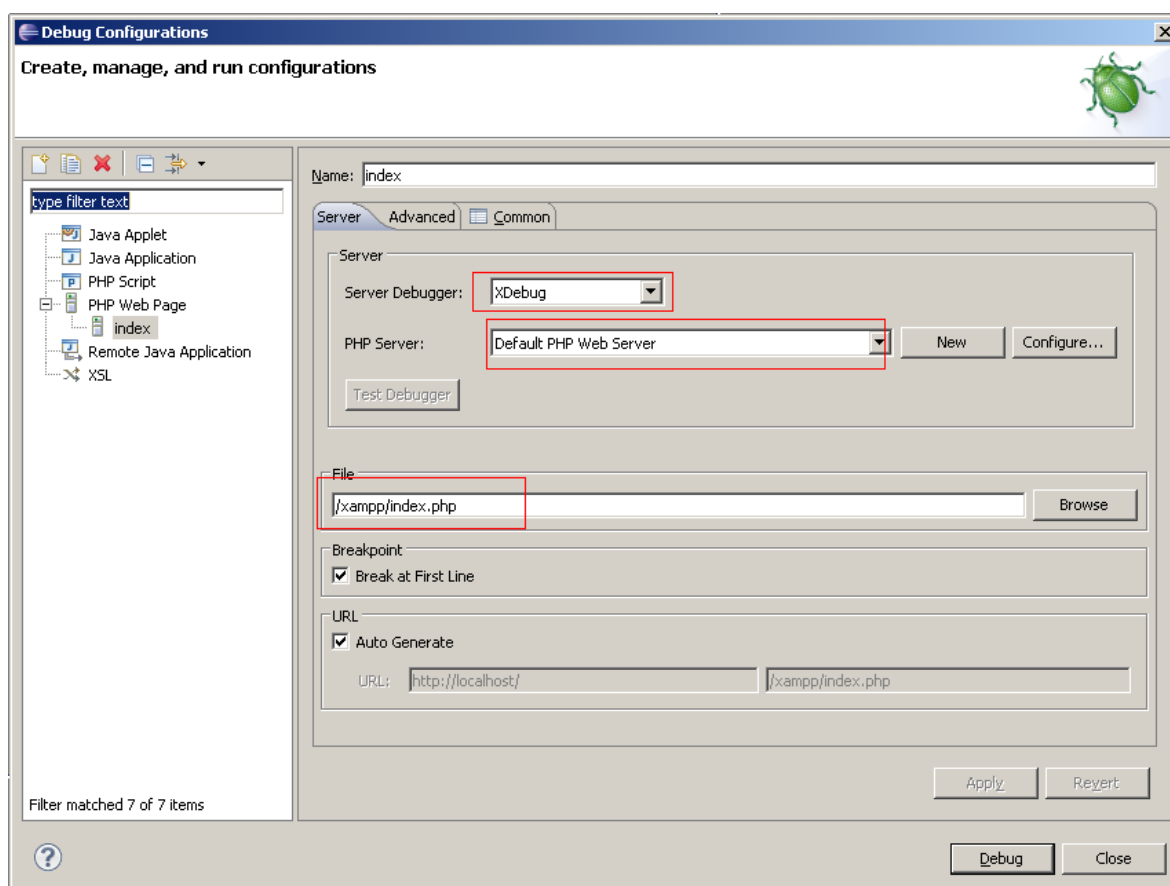 Debug Configurations
Create, manage, and run configurations
type filter text
Java Applet
Java Application
PHP Script
PHP Web Page
index
Remote Java Application
XSL
Filter matched 7 of 7 items
Name: index
Server Advanced Common
Server
Server Debugger: XDebug
PHP Server: Default PHP Web Server New Configure...
Test Debugger
File
/xampp/index.php Browse
Breakpoint
Break at First Line
URL
Auto Generate
URL: http://localhost/ /xampp/index.php
Apply Revert
Debug Close